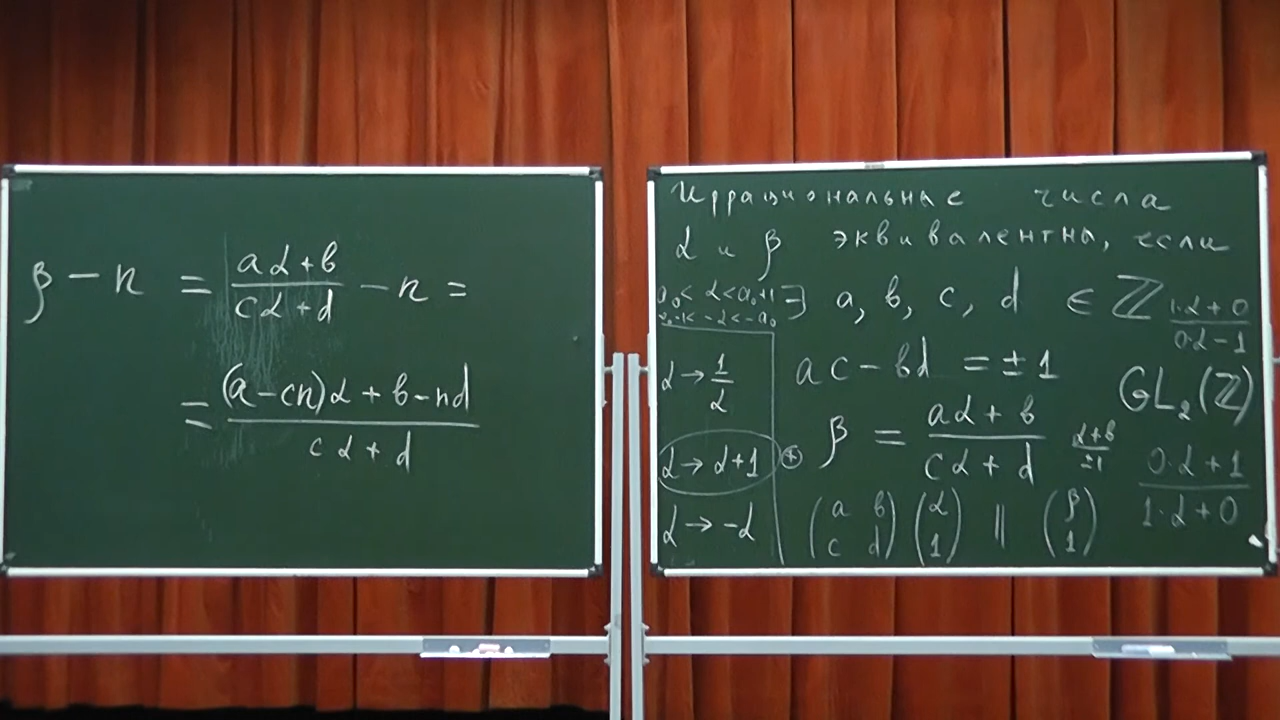 β − n = (aα + b)/(cα + d) − n =
= ((a − cn)α + b − nd)/(cα + d)
Иррациональные числа
α и β эквивалентны, если
a₀ < α < a₀+1
-a₀-1 < -α < -a₀
∃ a, b, c, d ∈ ℤ
(1·α + 0)/(0·α − 1)
α → 1/α
ac − bd = ±1
GL₂(ℤ)
α → α+1
⊛ β = (aα + b)/(cα + d)
(α+b)/±1
(0·α + 1)/(1·α + 0)
α → -α
(a b; c d) (α; 1) || (β; 1)